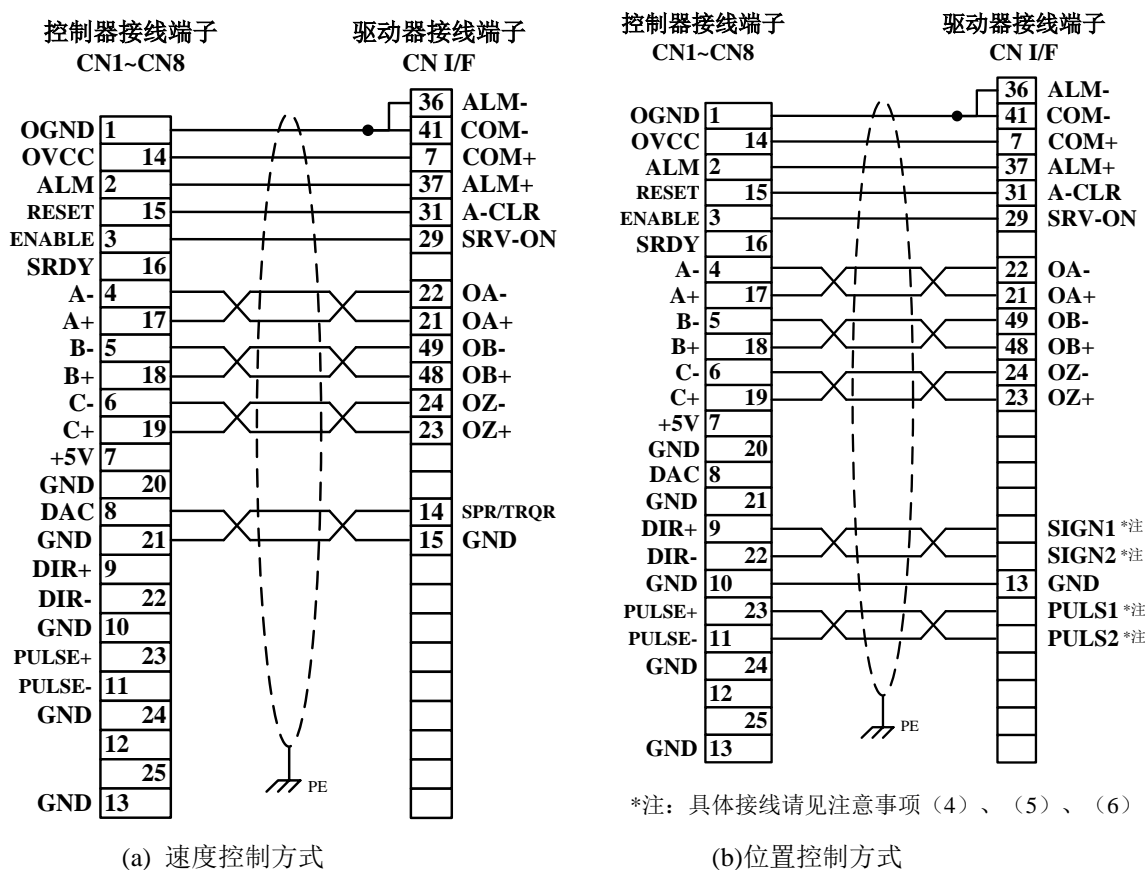 控制器接线端子 驱动器接线端子
CN1~CN8 CN I/F
36 ALM-
OGND 1 41 COM-
OVCC 14 7 COM+
ALM 2 37 ALM+
RESET 15 31 A-CLR
ENABLE 3 29 SRV-ON
SRDY 16
A- 4 22 OA-
A+ 17 21 OA+
B- 5 49 OB-
B+ 18 48 OB+
C- 6 24 OZ-
C+ 19 23 OZ+
+5V 7
GND 20
DAC 8 14 SPR/TRQR
GND 21 15 GND
DIR+ 9
DIR- 22
GND 10
PULSE+ 23
PULSE- 11
GND 24
12
25
GND 13
PE
(a) 速度控制方式
控制器接线端子 驱动器接线端子
CN1~CN8 CN I/F
36 ALM-
OGND 1 41 COM-
OVCC 14 7 COM+
ALM 2 37 ALM+
RESET 15 31 A-CLR
ENABLE 3 29 SRV-ON
SRDY 16
A- 4 22 OA-
A+ 17 21 OA+
B- 5 49 OB-
B+ 18 48 OB+
C- 6 24 OZ-
C+ 19 23 OZ+
+5V 7
GND 20
DAC 8
GND 21
DIR+ 9 SIGN1 *注
DIR- 22 SIGN2 *注
GND 10 13 GND
PULSE+ 23 PULS1 *注
PULSE- 11 PULS2 *注
GND 24
12
25
GND 13
PE
*注：具体接线请见注意事项（4）、（5）、（6）
(b)位置控制方式